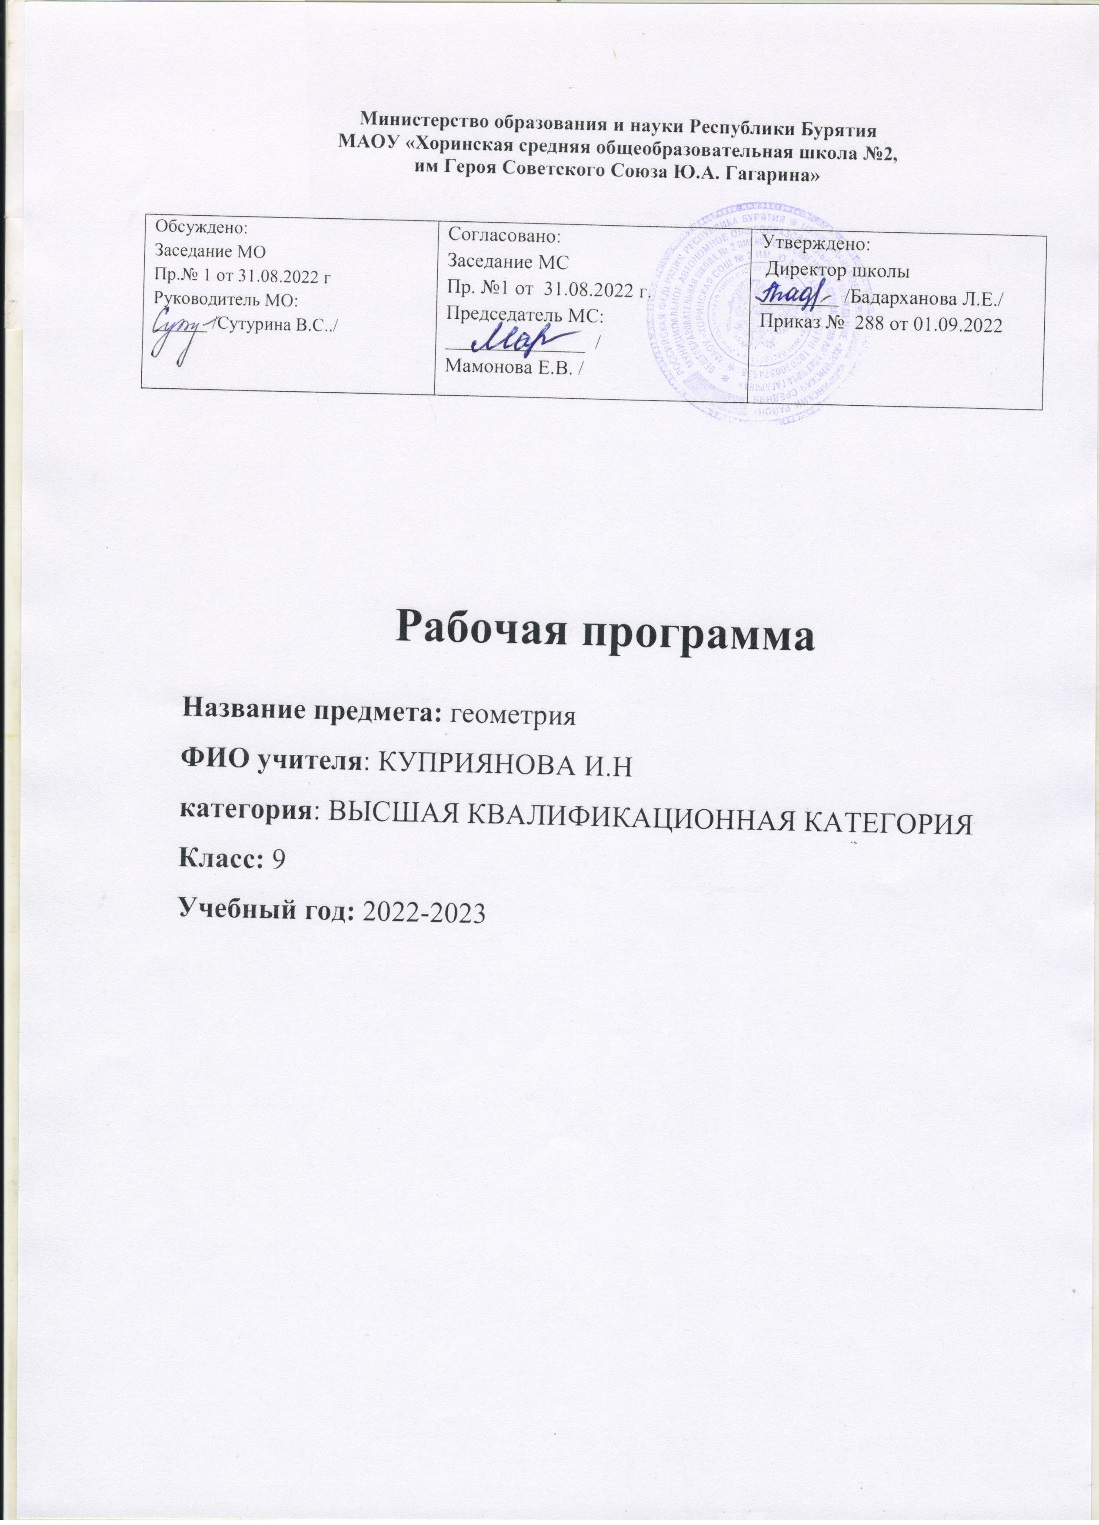 Министерство образования и науки Республики Бурятия
МАОУ «Хоринская средняя общеобразовательная школа №2,
им Героя Советского Союза Ю.А. Гагарина»
Обсуждено:
Заседание МО
Пр.№ 1 от 31.08.2022 г
Руководитель МО:
/Сутурина В.С../
Согласовано:
Заседание МС
Пр. №1 от 31.08.2022 г.
Председатель МС:
/
Мамонова Е.В. /
Утверждено:
Директор школы
/Бадарханова Л.Е./
Приказ № 288 от 01.09.2022
Рабочая программа
Название предмета: геометрия
ФИО учителя: КУПРИЯНОВА И.Н
категория: ВЫСШАЯ КВАЛИФИКАЦИОННАЯ КАТЕГОРИЯ
Класс: 9
Учебный год: 2022-2023